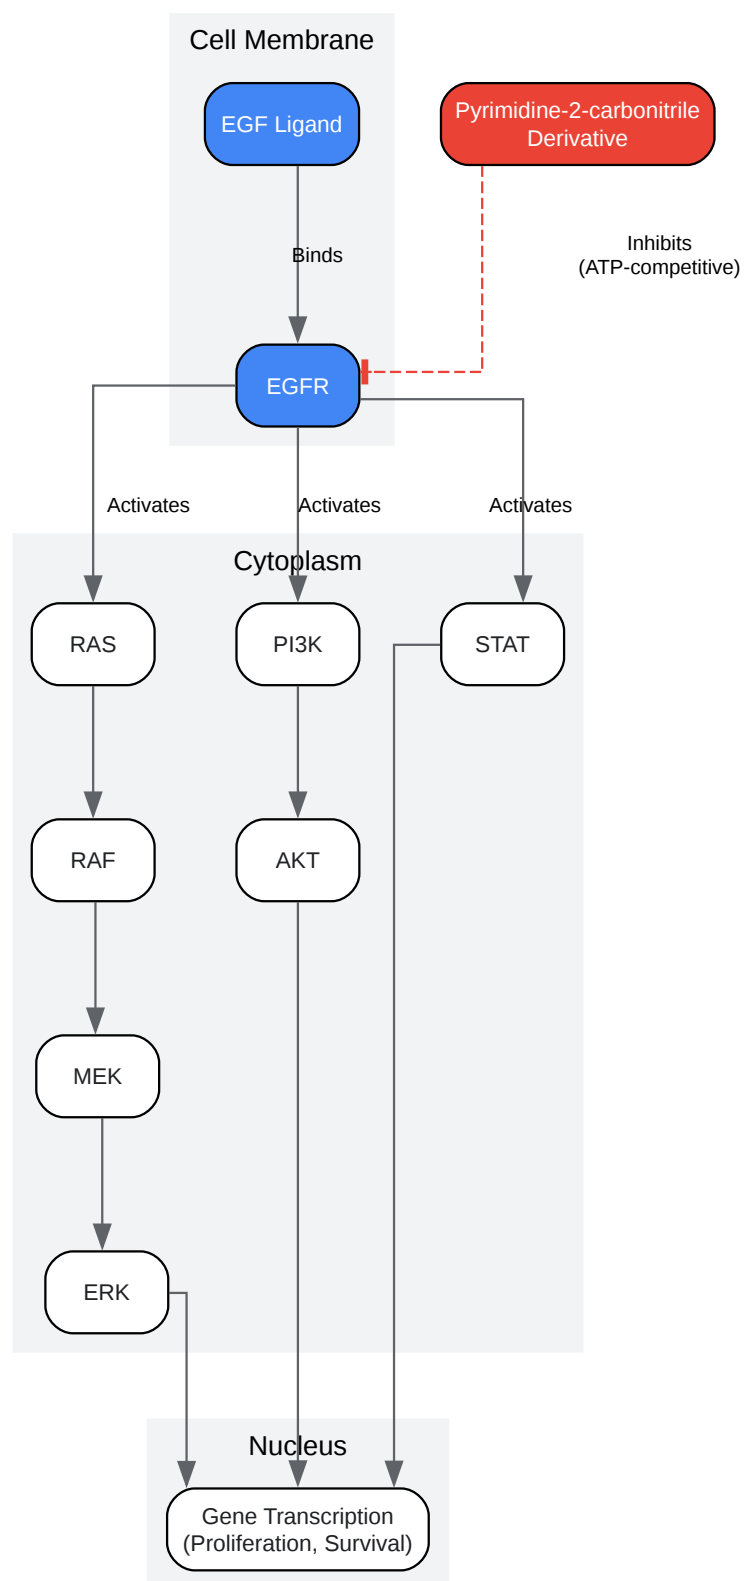 Cell Membrane
EGF Ligand
Pyrimidine-2-carbonitrile
Derivative
Binds
Inhibits
(ATP-competitive)
EGFR
Activates
Activates
Activates
Cytoplasm
RAS
PI3K
STAT
RAF
AKT
MEK
ERK
Nucleus
Gene Transcription
(Proliferation, Survival)